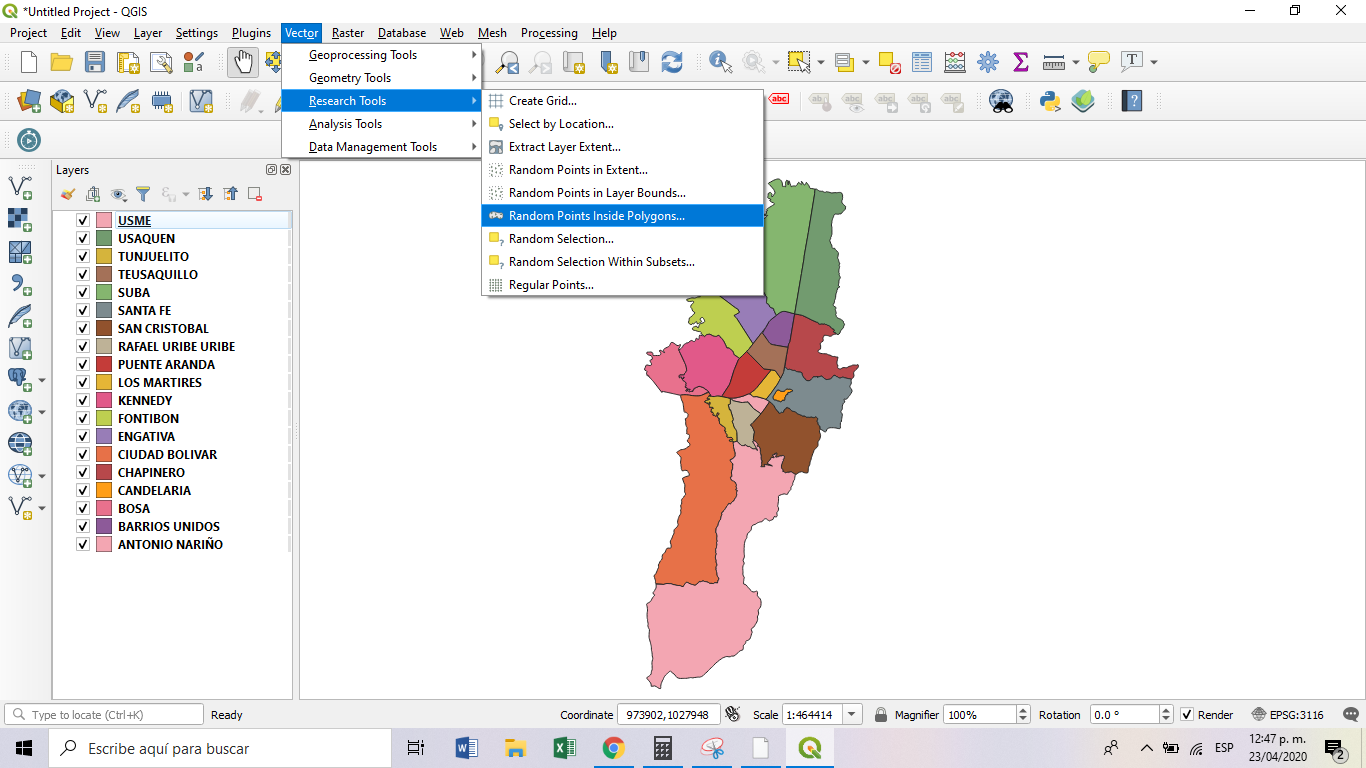 *Untitled Project - QGIS
Project Edit View Layer Settings Plugins Vector Raster Database Web Mesh Processing Help
Geoprocessing Tools
Geometry Tools
Research Tools
Analysis Tools
Data Management Tools
Create Grid...
Select by Location...
Extract Layer Extent...
Random Points in Extent...
Random Points in Layer Bounds...
Random Points Inside Polygons...
Random Selection...
Random Selection Within Subsets...
Regular Points...
Layers
USME
USAQUEN
TUNJUELITO
TEUSAQUILLO
SUBA
SANTA FE
SAN CRISTOBAL
RAFAEL URIBE URIBE
PUENTE ARANDA
LOS MARTIRES
KENNEDY
FONTIBON
ENGATIVA
CIUDAD BOLIVAR
CHAPINERO
CANDELARIA
BOSA
BARRIOS UNIDOS
ANTONIO NARIÑO
Type to locate (Ctrl+K) Ready Coordinate 973902,1027948 Scale 1:464414 Magnifier 100% Rotation 0.0 ° Render EPSG:3116
Escribe aquí para buscar
ESP
12:47 p. m.
23/04/2020
2